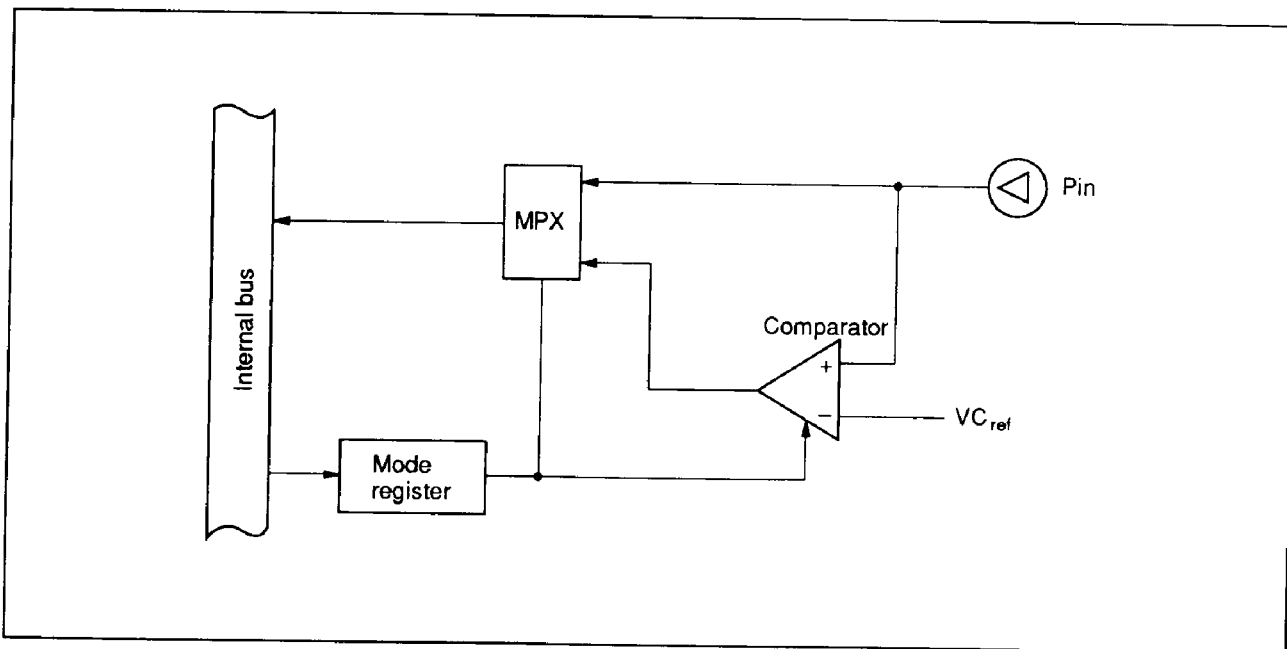 Internal bus
MPX
Pin
Comparator
+
−
VCref
Mode
register